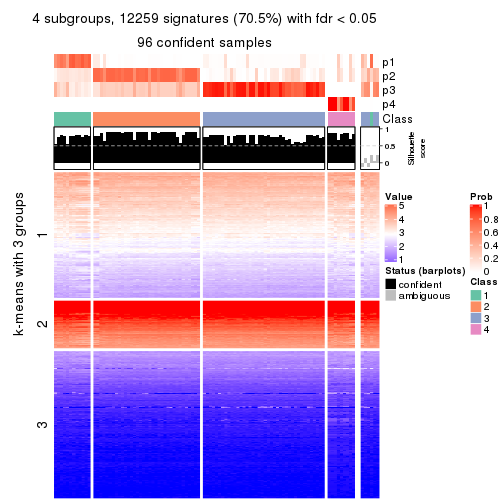 4 subgroups, 12259 signatures (70.5%) with fdr < 0.05
96 confident samples
p1
p2
p3
p4
Class
1
0.5
0
Silhouette
score
k-means with 3 groups
1
2
3
Value
5
4
3
2
1
Status (barplots)
confident
ambiguous
Prob
1
0.8
0.6
0.4
0.2
0
Class
1
2
3
4